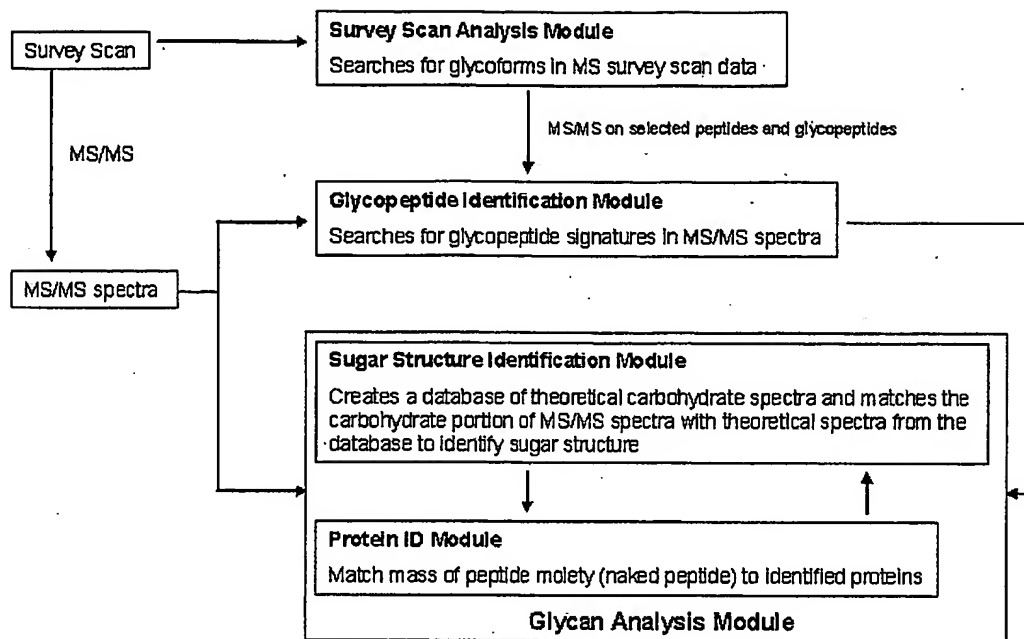 Survey Scan
Survey Scan Analysis Module
Searches for glycoforms in MS survey scan data
MS/MS
MS/MS on selected peptides and glycopeptides
Glycopeptide Identification Module
Searches for glycopeptide signatures in MS/MS spectra
MS/MS spectra
Sugar Structure Identification Module
Creates a database of theoretical carbohydrate spectra and matches the
carbohydrate portion of MS/MS spectra with theoretical spectra from the
database to identify sugar structure
Protein ID Module
Match mass of peptide moiety (naked peptide) to identified proteins
Glycan Analysis Module